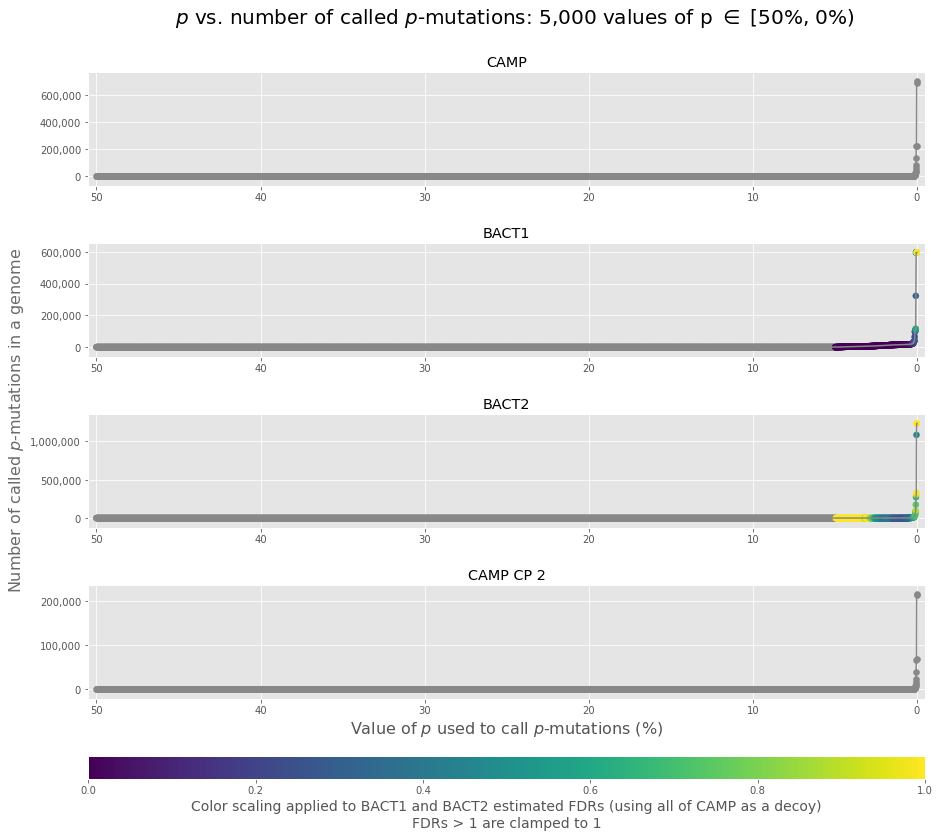 p vs. number of called p-mutations: 5,000 values of p ∈ [50%, 0%)
CAMP
600,000
400,000
200,000
0
50 40 30 20 10 0
BACT1
600,000
400,000
200,000
0
50 40 30 20 10 0
Number of called p-mutations in a genome
BACT2
1,000,000
500,000
0
50 40 30 20 10 0
CAMP CP 2
200,000
100,000
0
50 40 30 20 10 0
Value of p used to call p-mutations (%)
0.0 0.2 0.4 0.6 0.8 1.0
Color scaling applied to BACT1 and BACT2 estimated FDRs (using all of CAMP as a decoy)
FDRs > 1 are clamped to 1